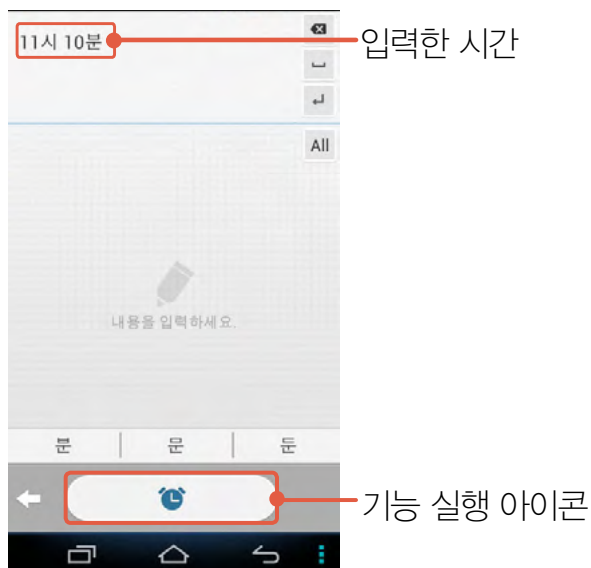 11시 10분
입력한 시간
All
내용을 입력하세요.
분 문 둔
기능 실행 아이콘